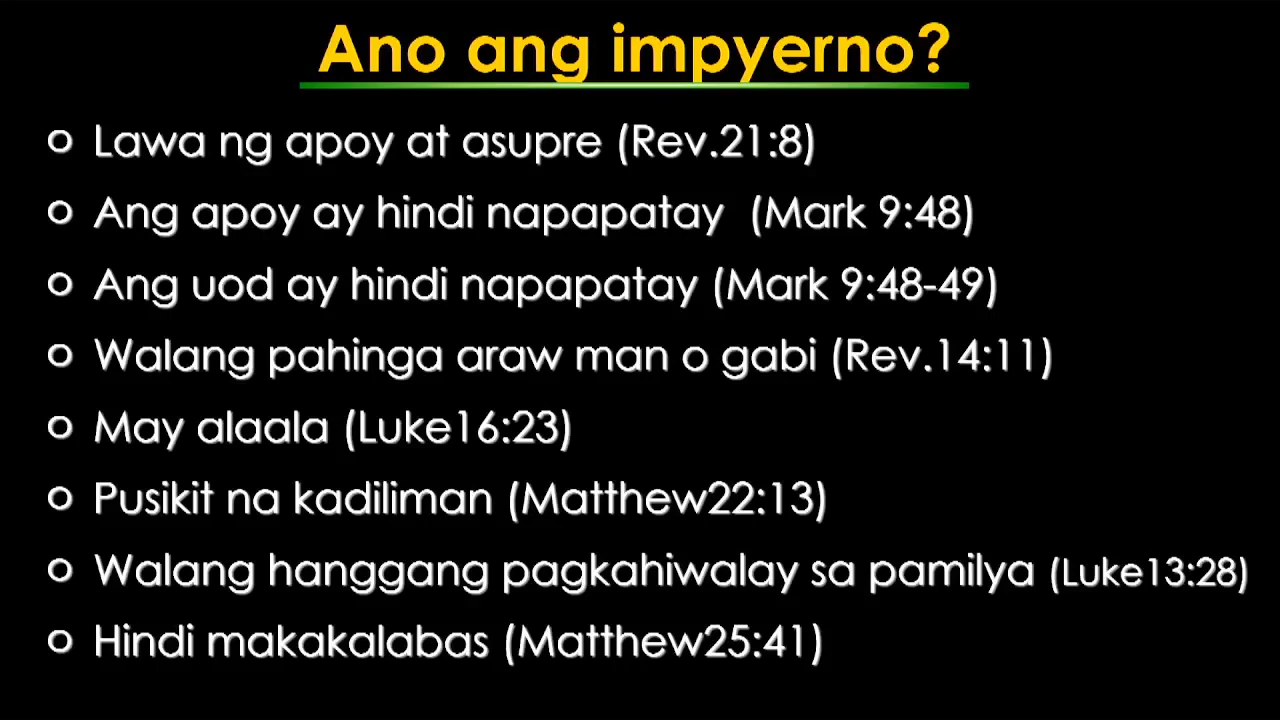 Ano ang impyerno?
Lawa ng apoy at asupre (Rev.21:8)
Ang apoy ay hindi napapatay (Mark 9:48)
Ang uod ay hindi napapatay (Mark 9:48-49)
Walang pahinga araw man o gabi (Rev.14:11)
May alaala (Luke16:23)
Pusikit na kadiliman (Matthew22:13)
Walang hanggang pagkahiwalay sa pamilya (Luke13:28)
Hindi makakalabas (Matthew25:41)